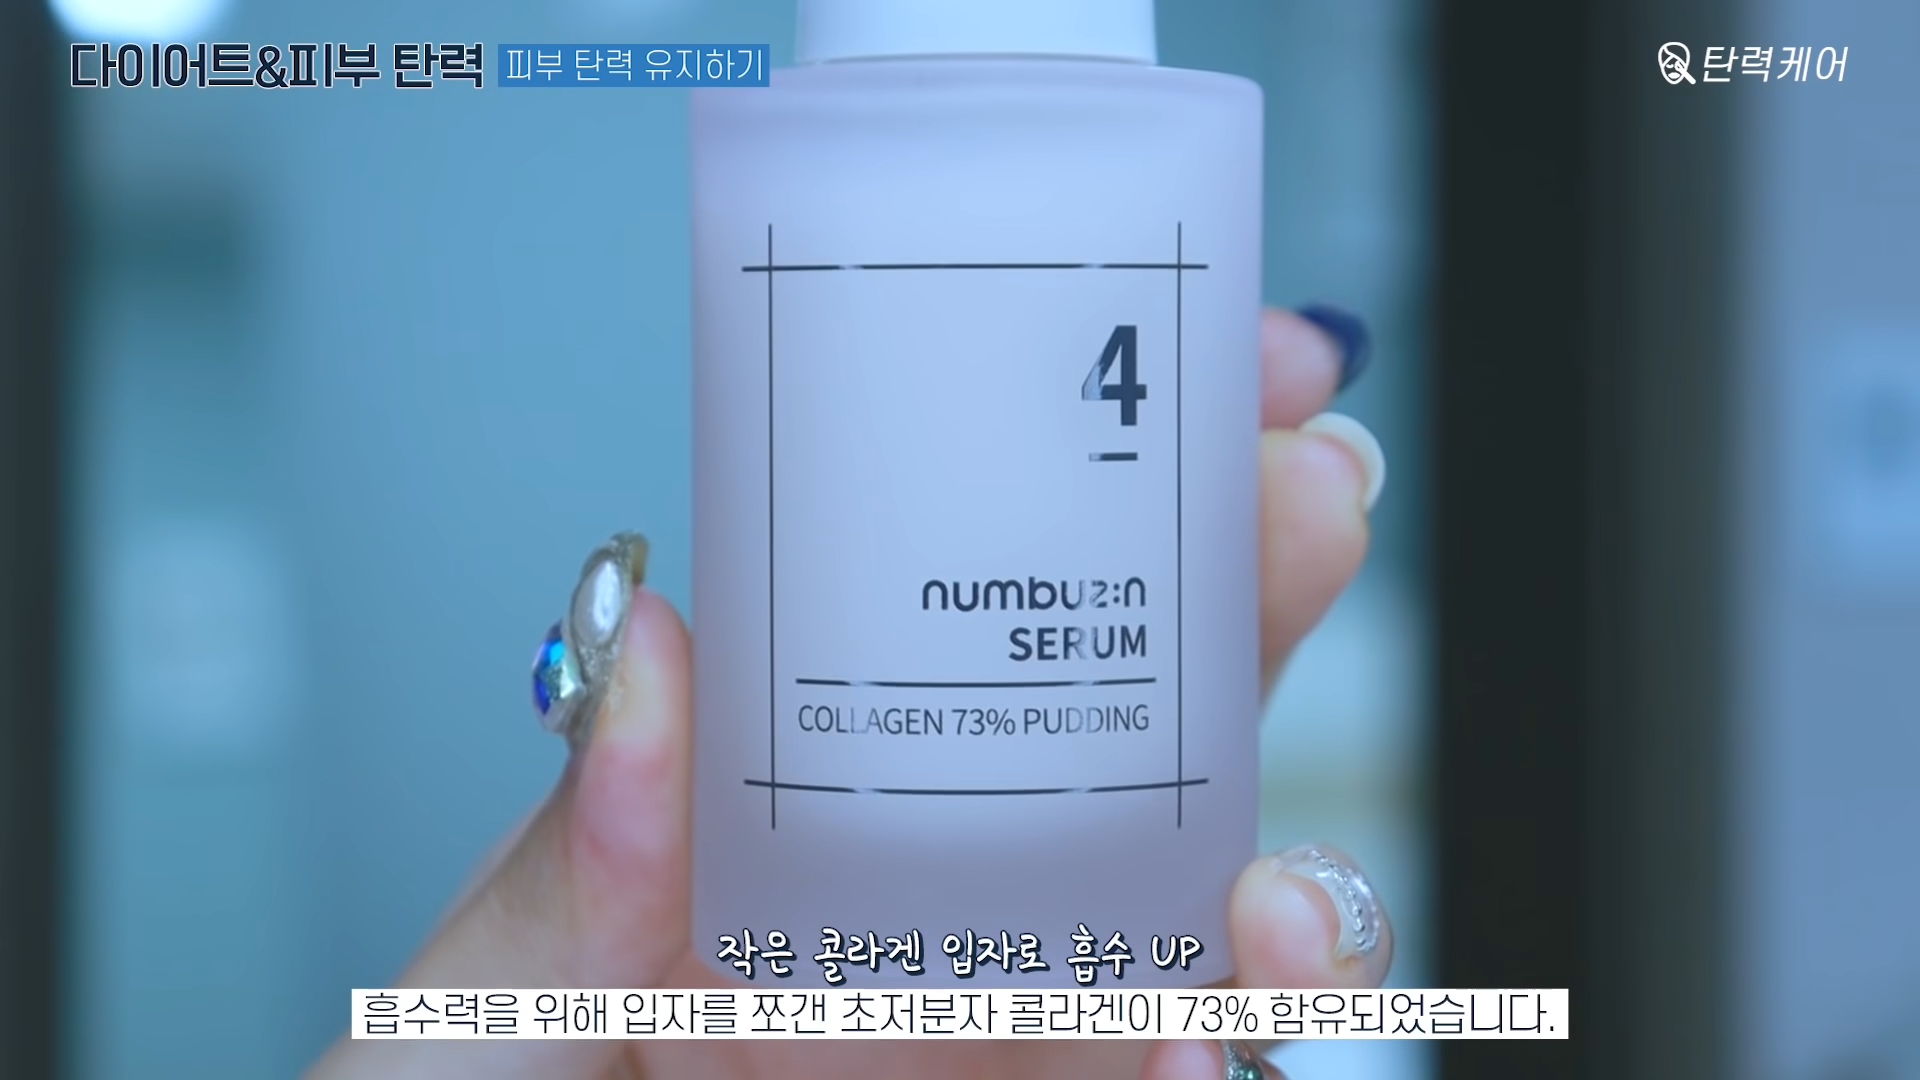 다이어트&피부 탄력 피부 탄력 유지하기
탄력케어
4
numbuz:n
SERUM
COLLAGEN 73% PUDDING
작은 콜라겐 입자로 흡수 UP
흡수력을 위해 입자를 쪼갠 초저분자 콜라겐이 73% 함유되었습니다.